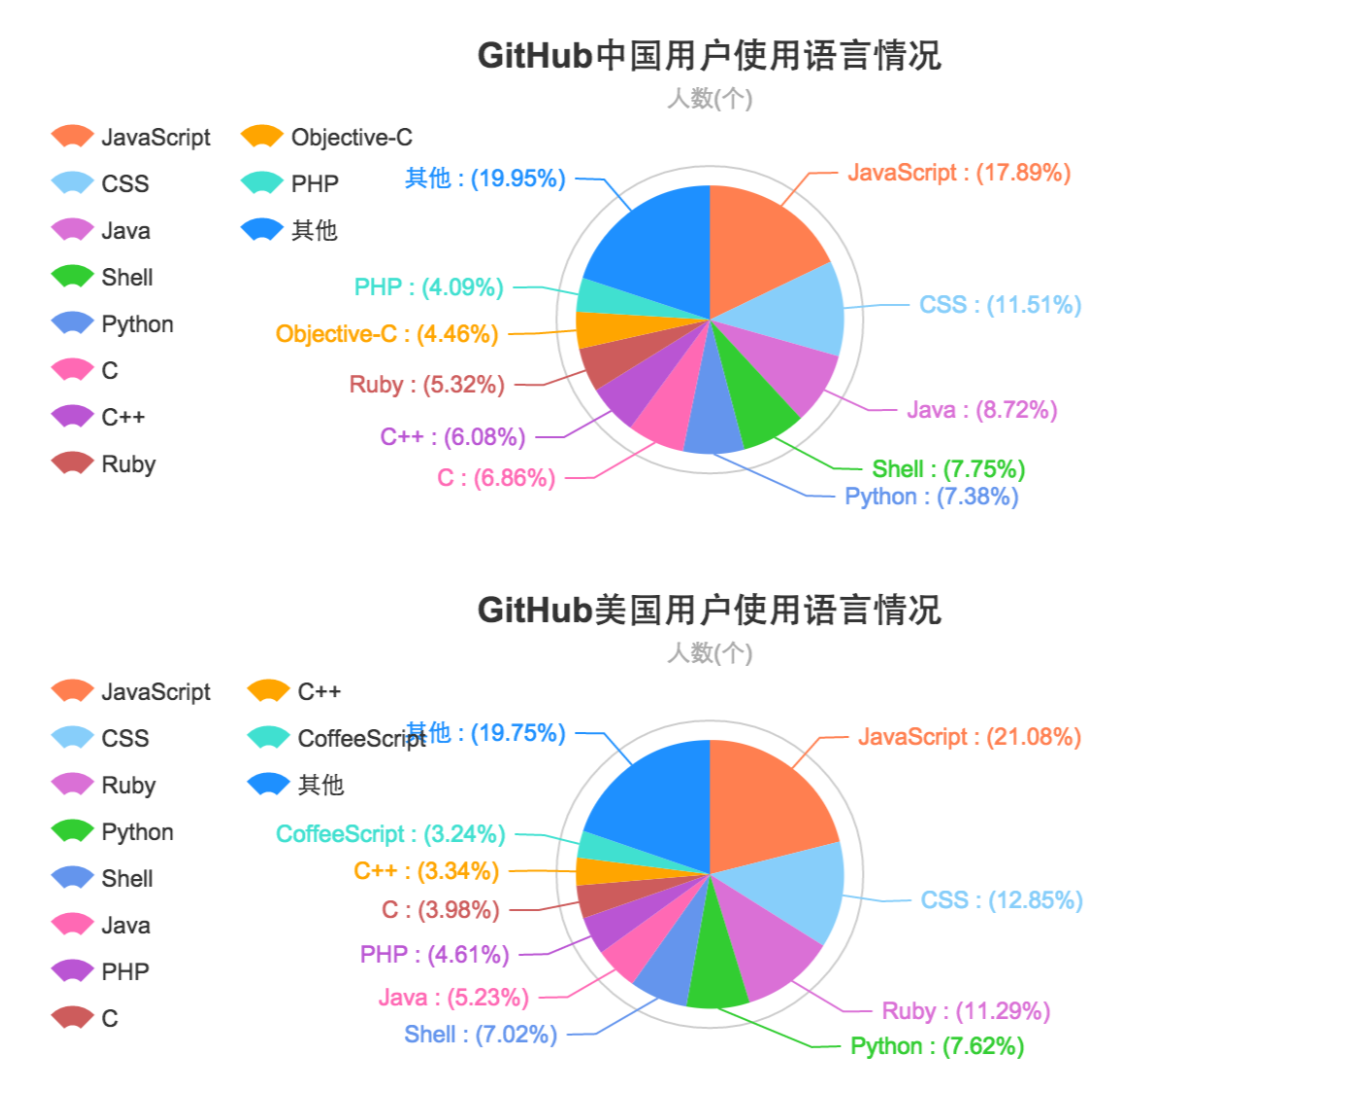 GitHub中国用户使用语言情况
人数(个)
JavaScript
CSS
Java
Shell
Python
C
C++
Ruby
Objective-C
PHP
其他
其他 : (19.95%)
JavaScript : (17.89%)
PHP : (4.09%)
CSS : (11.51%)
Objective-C : (4.46%)
Ruby : (5.32%)
Java : (8.72%)
C++ : (6.08%)
Shell : (7.75%)
C : (6.86%)
Python : (7.38%)
GitHub美国用户使用语言情况
人数(个)
JavaScript
CSS
Ruby
Python
Shell
Java
PHP
C
C++
CoffeeScript
其他
其他 : (19.75%)
JavaScript : (21.08%)
CoffeeScript : (3.24%)
C++ : (3.34%)
CSS : (12.85%)
C : (3.98%)
PHP : (4.61%)
Java : (5.23%)
Ruby : (11.29%)
Shell : (7.02%)
Python : (7.62%)